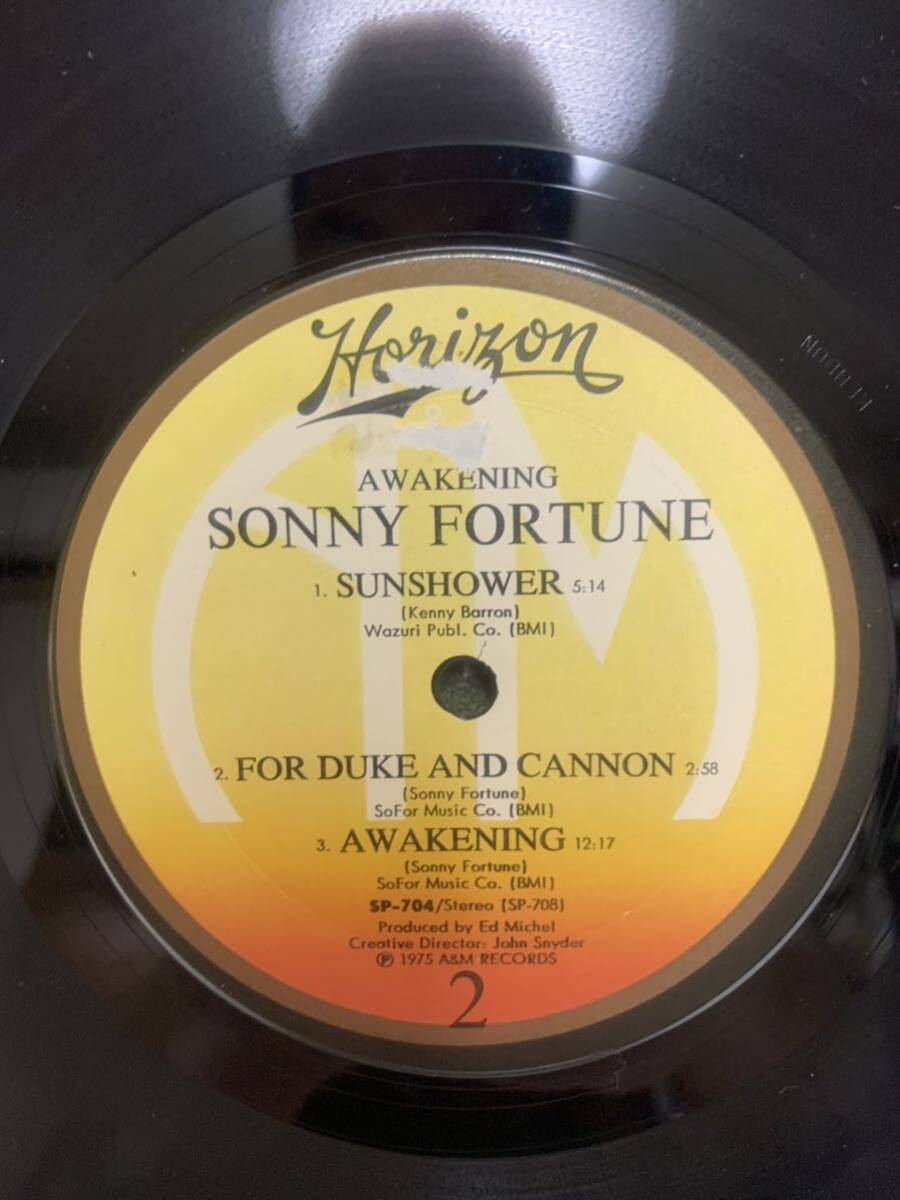 Horizon
AWAKENING
SONNY FORTUNE
1. SUNSHOWER 5:14
(Kenny Barron)
Wazuri Publ. Co. (BMI)
2. FOR DUKE AND CANNON 2:58
(Sonny Fortune)
SoFor Music Co. (BMI)
3. AWAKENING 12:17
(Sonny Fortune)
SoFor Music Co. (BMI)
SP-704/Stereo (SP-708)
Produced by Ed Michel
Creative Director: John Snyder
℗ 1975 A&M RECORDS
2